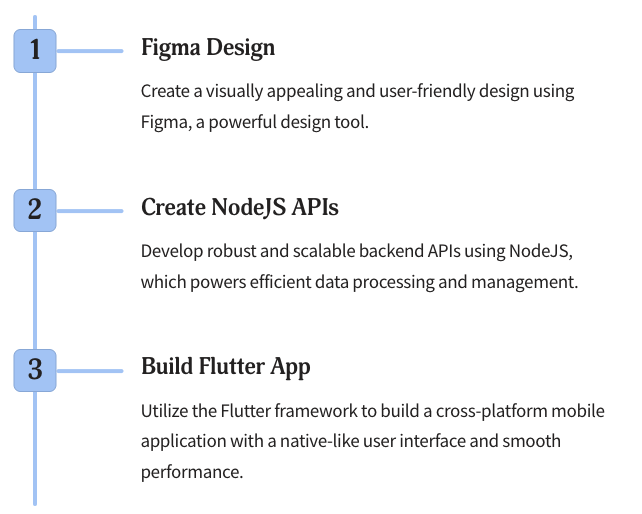 1
Figma Design
Create a visually appealing and user-friendly design using
Figma, a powerful design tool.
2
Create NodeJS APIs
Develop robust and scalable backend APIs using NodeJS,
which powers efficient data processing and management.
3
Build Flutter App
Utilize the Flutter framework to build a cross-platform mobile
application with a native-like user interface and smooth
performance.